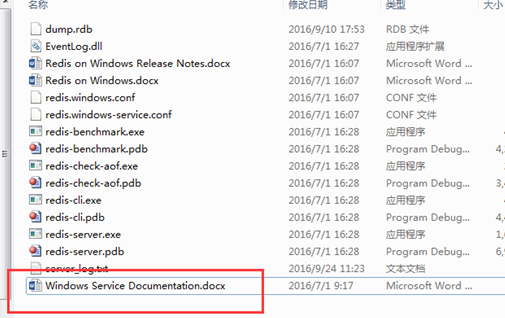 名称 修改日期 类型 大小
dump.rdb 2016/9/10 17:53 RDB 文件
EventLog.dll 2016/7/1 16:27 应用程序扩展
Redis on Windows Release Notes.docx 2016/7/1 16:07 Microsoft Word ...
Redis on Windows.docx 2016/7/1 16:07 Microsoft Word ...
redis.windows.conf 2016/7/1 16:07 CONF 文件
redis.windows-service.conf 2016/7/1 16:07 CONF 文件
redis-benchmark.exe 2016/7/1 16:28 应用程序
redis-benchmark.pdb 2016/7/1 16:28 Program Debug... 4,
redis-check-aof.exe 2016/7/1 16:28 应用程序
redis-check-aof.pdb 2016/7/1 16:28 Program Debug... 3,
redis-cli.exe 2016/7/1 16:28 应用程序
redis-cli.pdb 2016/7/1 16:28 Program Debug... 4,
redis-server.exe 2016/7/1 16:28 应用程序 1,
redis-server.pdb 2016/7/1 16:28 Program Debug... 6,
server_log.txt 2016/9/24 11:23 文本文档
Windows Service Documentation.docx 2016/7/1 9:17 Microsoft Word ...